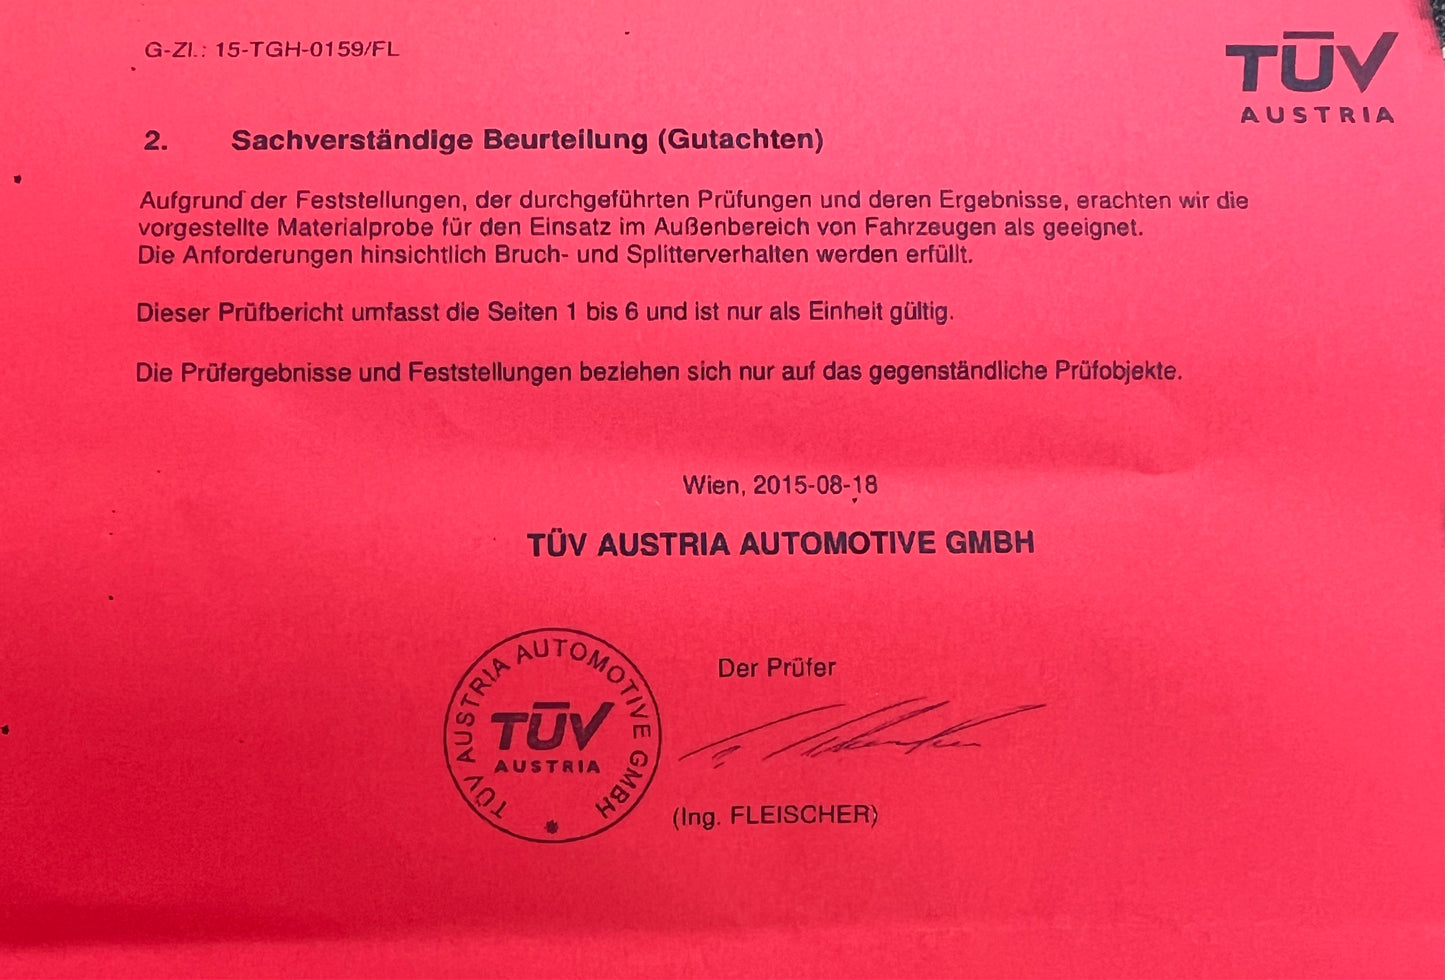 G-Zl.: 15-TGH-0159/FL
TÜV
AUSTRIA
2. Sachverständige Beurteilung (Gutachten)
Aufgrund der Feststellungen, der durchgeführten Prüfungen und deren Ergebnisse, erachten wir die
vorgestellte Materialprobe für den Einsatz im Außenbereich von Fahrzeugen als geeignet.
Die Anforderungen hinsichtlich Bruch- und Splitterverhalten werden erfüllt.
Dieser Prüfbericht umfasst die Seiten 1 bis 6 und ist nur als Einheit gültig.
Die Prüfergebnisse und Feststellungen beziehen sich nur auf das gegenständliche Prüfobjekte.
Wien, 2015-08-18
TÜV AUSTRIA AUTOMOTIVE GMBH
TÜV AUSTRIA AUTOMOTIVE GMBH
TÜV
AUSTRIA
Der Prüfer
(Ing. FLEISCHER)